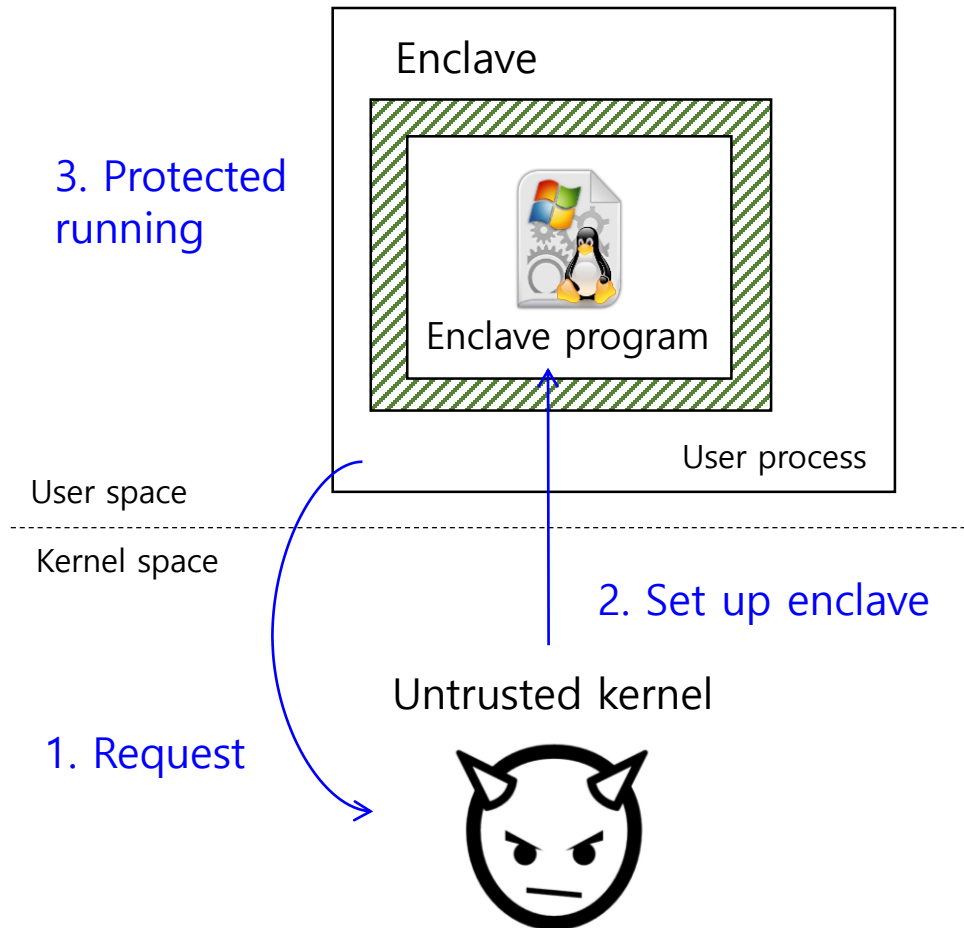 Enclave
3. Protected
running
Enclave program
User process
User space
Kernel space
2. Set up enclave
Untrusted kernel
1. Request